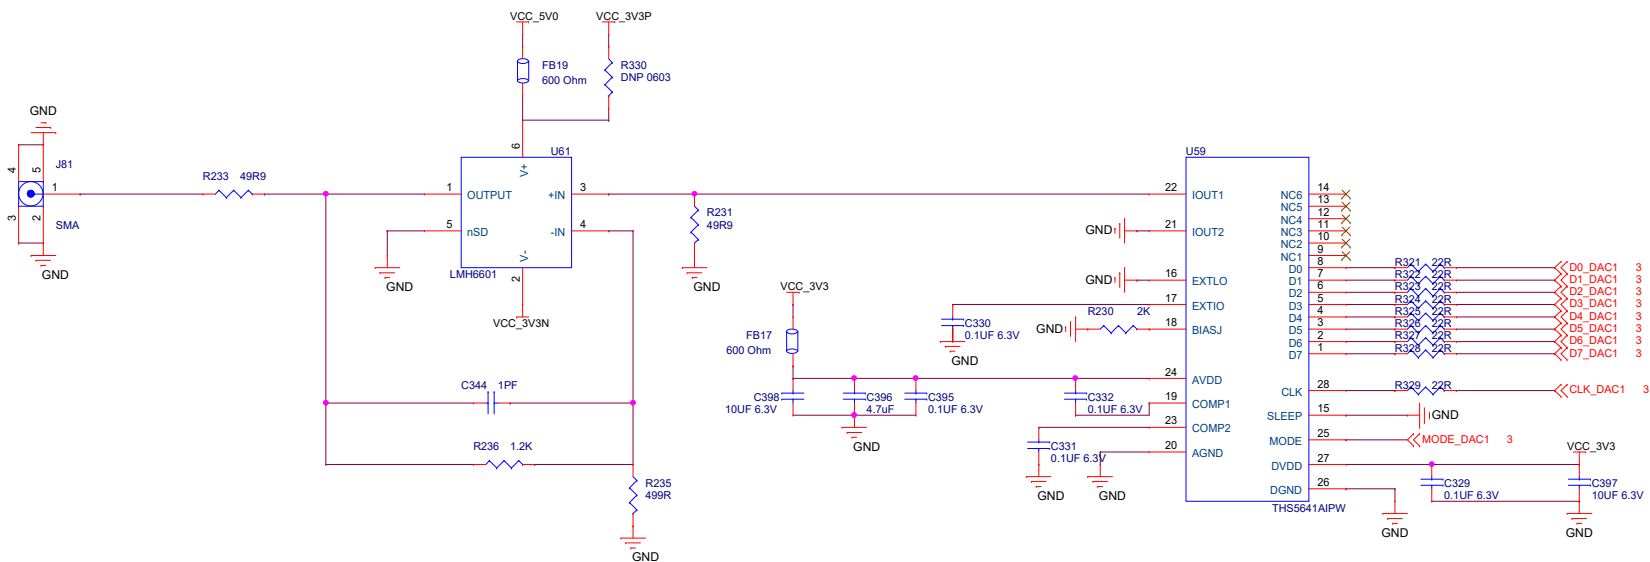 VCC_5V0
VCC_3V3P
FB19
600 Ohm
R330
DNP 0603
GND
J81
4
5
1
3
2
SMA
GND
R233 49R9
6
U61
V+
1
OUTPUT
+IN
3
5
nSD
-IN
4
V-
LMH6601
2
GND
VCC_3V3N
R231
49R9
GND
C344 1PF
R236 1.2K
R235
499R
GND
VCC_3V3
FB17
600 Ohm
C398
10UF 6.3V
C396
4.7uF
C395
0.1UF 6.3V
GND
C332
0.1UF 6.3V
C330
0.1UF 6.3V
GND
R230 2K
GND
GND
GND
C331
0.1UF 6.3V
GND
GND
U59
22
IOUT1
21
IOUT2
16
EXTLO
17
EXTIO
18
BIASJ
24
AVDD
19
COMP1
23
COMP2
20
AGND
NC6
14
NC5
13
NC4
12
NC3
11
NC2
10
NC1
9
D0
8
D1
7
D2
6
D3
5
D4
4
D5
3
D6
2
D7
1
CLK
28
SLEEP
15
MODE
25
DVDD
27
DGND
26
THS5641AIPW
R321 22R
D0_DAC1 3
R322 22R
D1_DAC1 3
R323 22R
D2_DAC1 3
R324 22R
D3_DAC1 3
R325 22R
D4_DAC1 3
R326 22R
D5_DAC1 3
R327 22R
D6_DAC1 3
R328 22R
D7_DAC1 3
R329 22R
CLK_DAC1 3
GND
MODE_DAC1 3
VCC_3V3
C329
0.1UF 6.3V
C397
10UF 6.3V
GND
GND